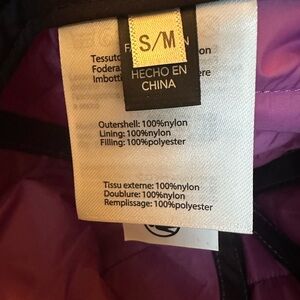 S/M
HECHO EN
CHINA
Tessuto
Fodera
Imbotti
Outershell: 100%nylon
Lining: 100%nylon
Filling: 100%polyester
Tissu externe: 100%nylon
Doublure: 100%nylon
Remplissage: 100%polyester